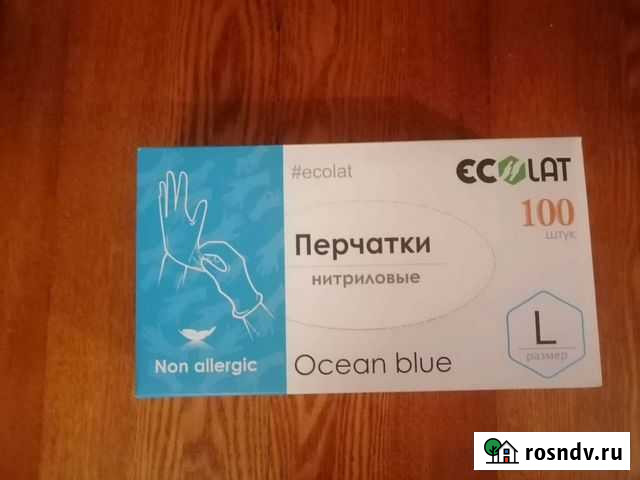 #ecolat
ECOLAT
100
штук
Перчатки
нитриловые
L
размер
Non allergic
Ocean blue
rosndv.ru